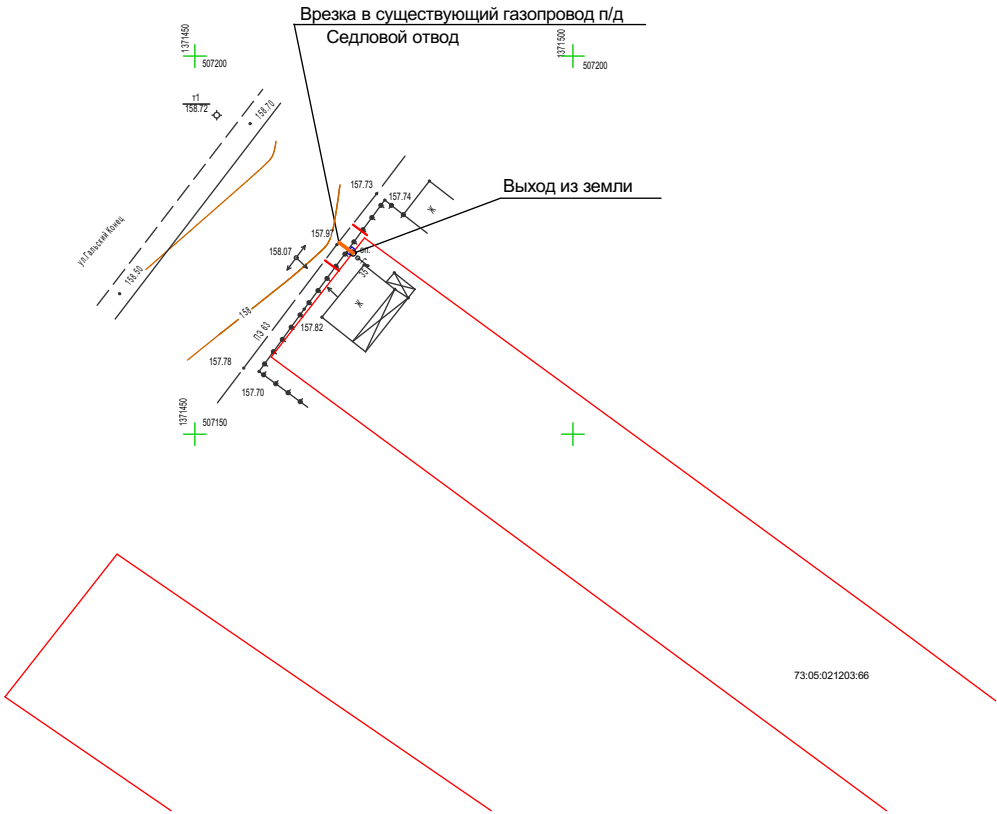 Врезка в существующий газопровод п/д
Седловой отвод
1371450
507200
1371500
507200
т1
158.72
158.70
157.73
157.74
Ж
Выход из земли
ул.Гальский Конец
157.97
158.07
158.50
Ж
158
ПЭ 63
157.82
157.78
157.70
1371450
507150
73:05:021203:66